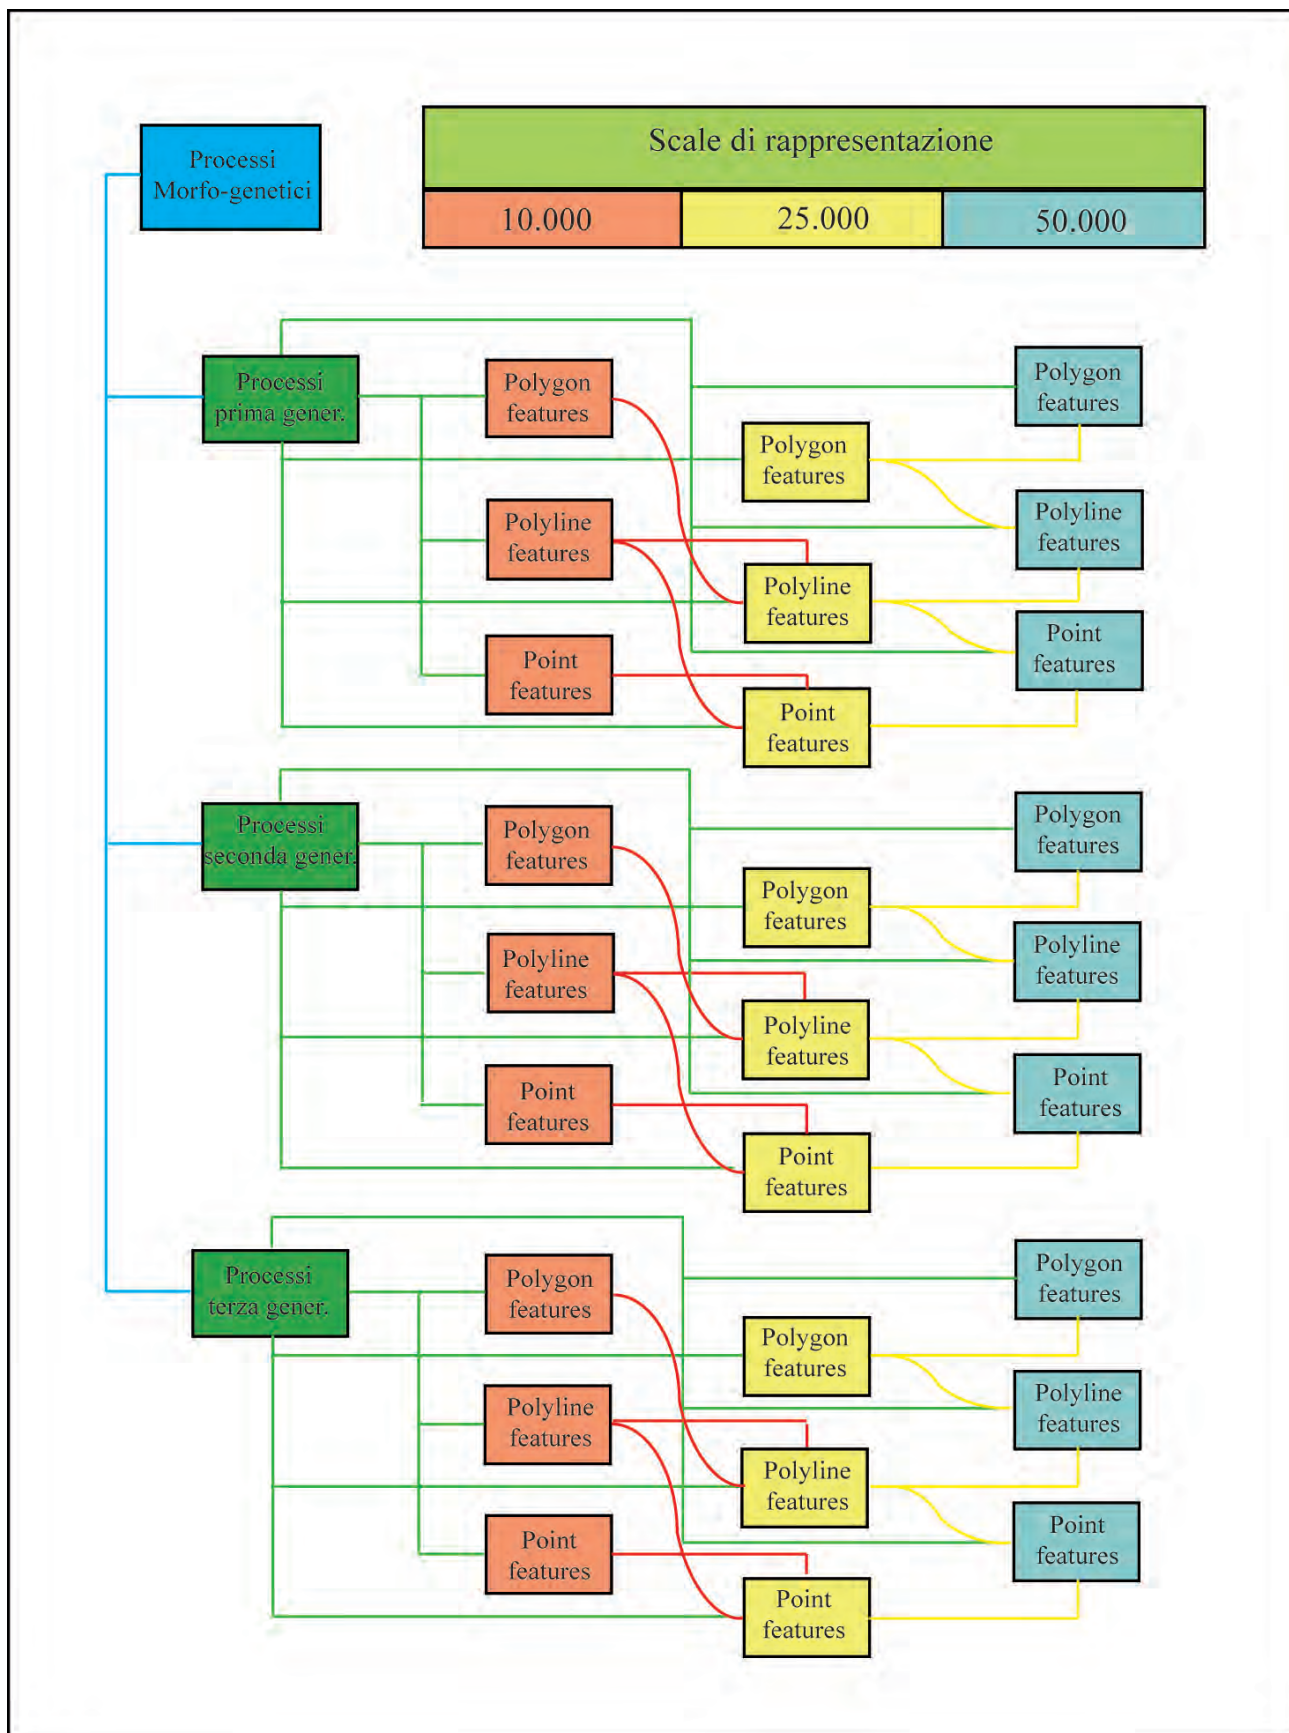 Processi
Morfo-genetici
Scale di rappresentazione
10.000
25.000
50.000
Processi
prima gener.
Polygon
features
Polygon
features
Polygon
features
Polyline
features
Polyline
features
Polyline
features
Point
features
Point
features
Point
features
Processi
seconda gener.
Polygon
features
Polygon
features
Polygon
features
Polyline
features
Polyline
features
Polyline
features
Point
features
Point
features
Point
features
Processi
terza gener.
Polygon
features
Polygon
features
Polygon
features
Polyline
features
Polyline
features
Polyline
features
Point
features
Point
features
Point
features